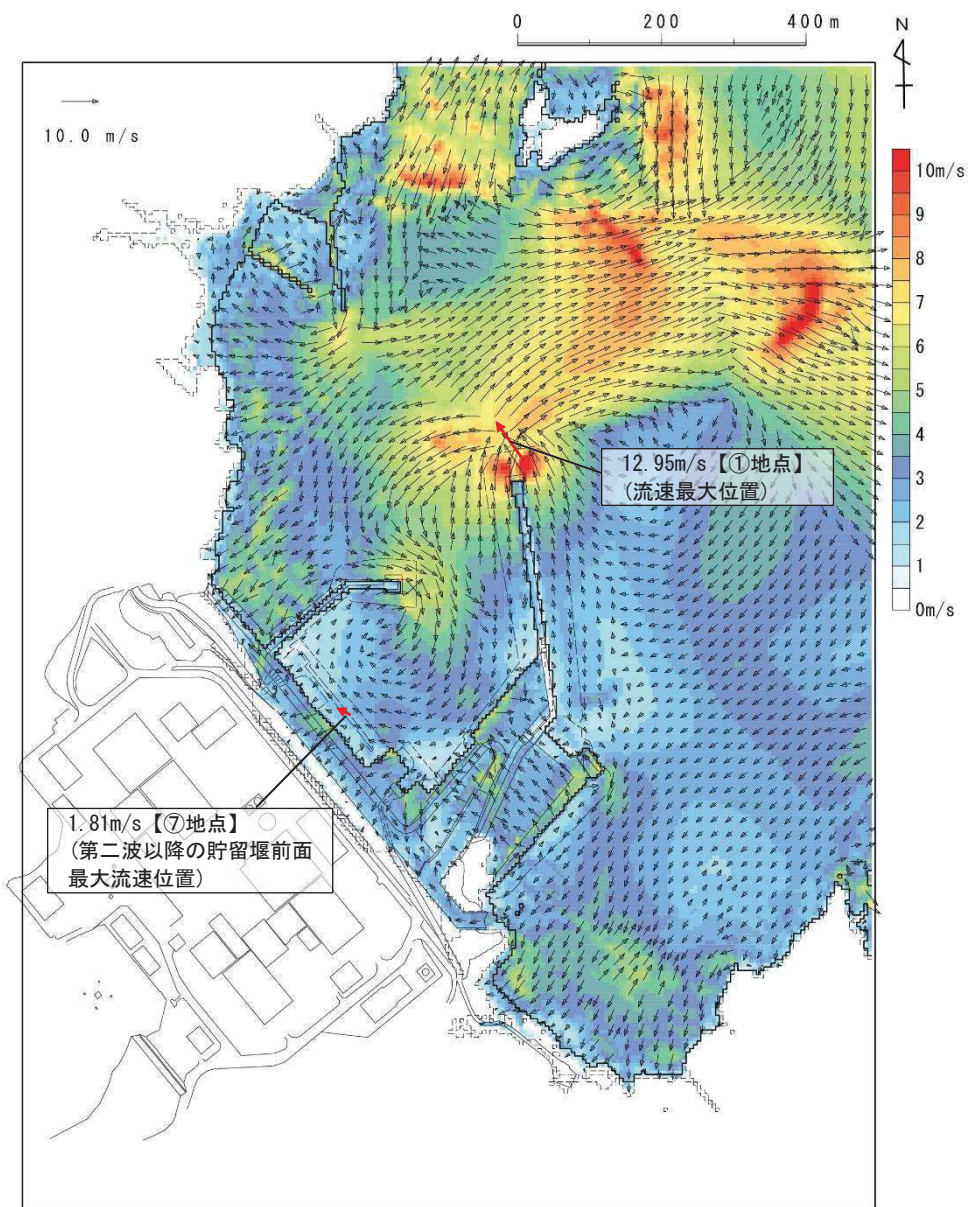 0 200 400m
N
10.0 m/s
10m/s
9
8
7
6
5
4
3
2
1
0m/s
12.95m/s【①地点】
(流速最大位置)
1.81m/s【⑦地点】
(第二波以降の貯留堰前面
最大流速位置)